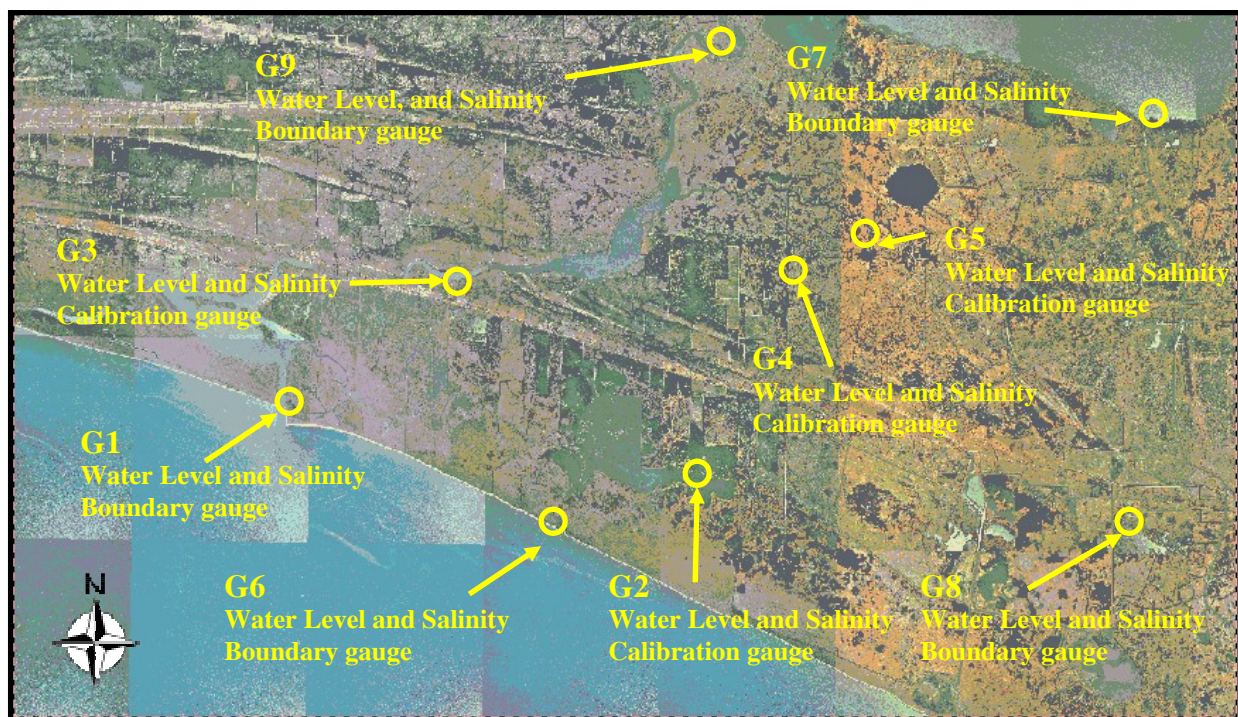 G9
Water Level, and Salinity
Boundary gauge
G7
Water Level and Salinity
Boundary gauge
G3
Water Level and Salinity
Calibration gauge
G5
Water Level and Salinity
Calibration gauge
G4
Water Level and Salinity
Calibration gauge
G1
Water Level and Salinity
Boundary gauge
G6
Water Level and Salinity
Boundary gauge
G2
Water Level and Salinity
Calibration gauge
G8
Water Level and Salinity
Boundary gauge
N